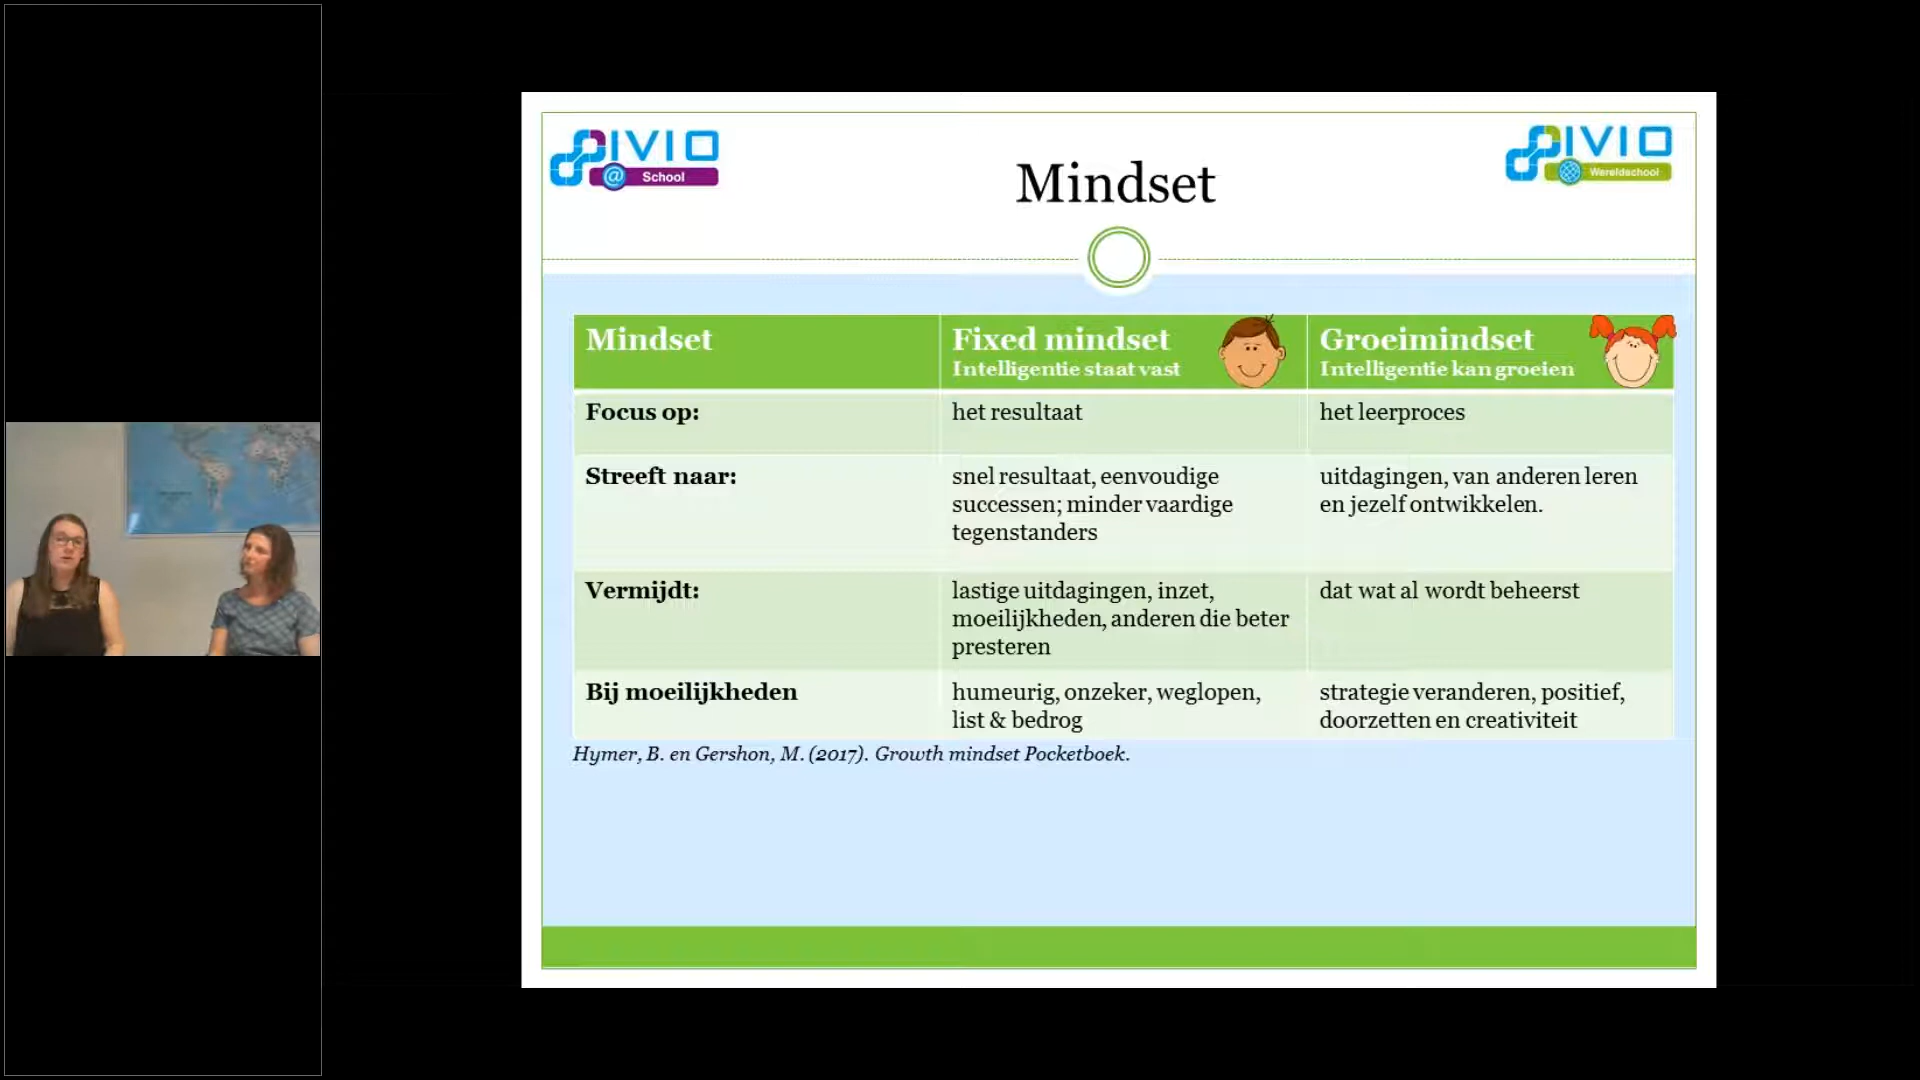 IVIO
@ School
Mindset
IVIO
Wereldschool
Mindset
Fixed mindset
Intelligentie staat vast
Groeimindset
Intelligentie kan groeien
Focus op:
het resultaat
het leerproces
Streeft naar:
snel resultaat, eenvoudige
successen; minder vaardige
tegenstanders
uitdagingen, van anderen leren
en jezelf ontwikkelen.
Vermijdt:
lastige uitdagingen, inzet,
moeilijkheden, anderen die beter
presteren
dat wat al wordt beheerst
Bij moeilijkheden
humeurig, onzeker, weglopen,
list & bedrog
strategie veranderen, positief,
doorzetten en creativiteit
Hymer, B. en Gershon, M. (2017). Growth mindset Pocketboek.